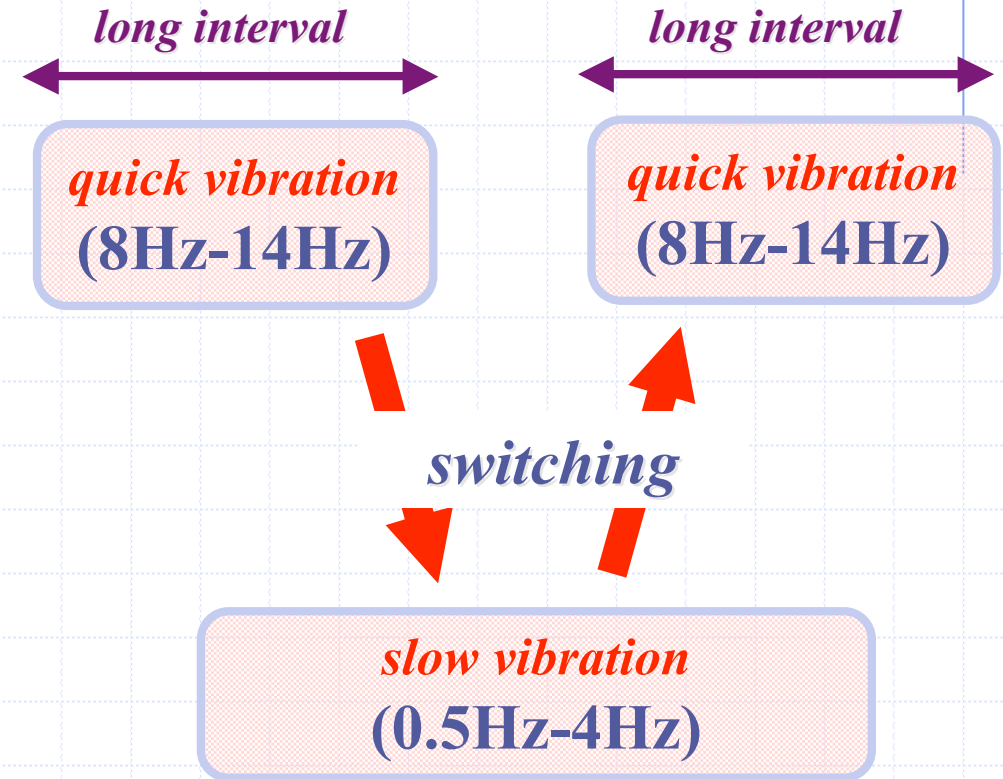 long interval
long interval
quick vibration
(8Hz-14Hz)
quick vibration
(8Hz-14Hz)
switching
slow vibration
(0.5Hz-4Hz)